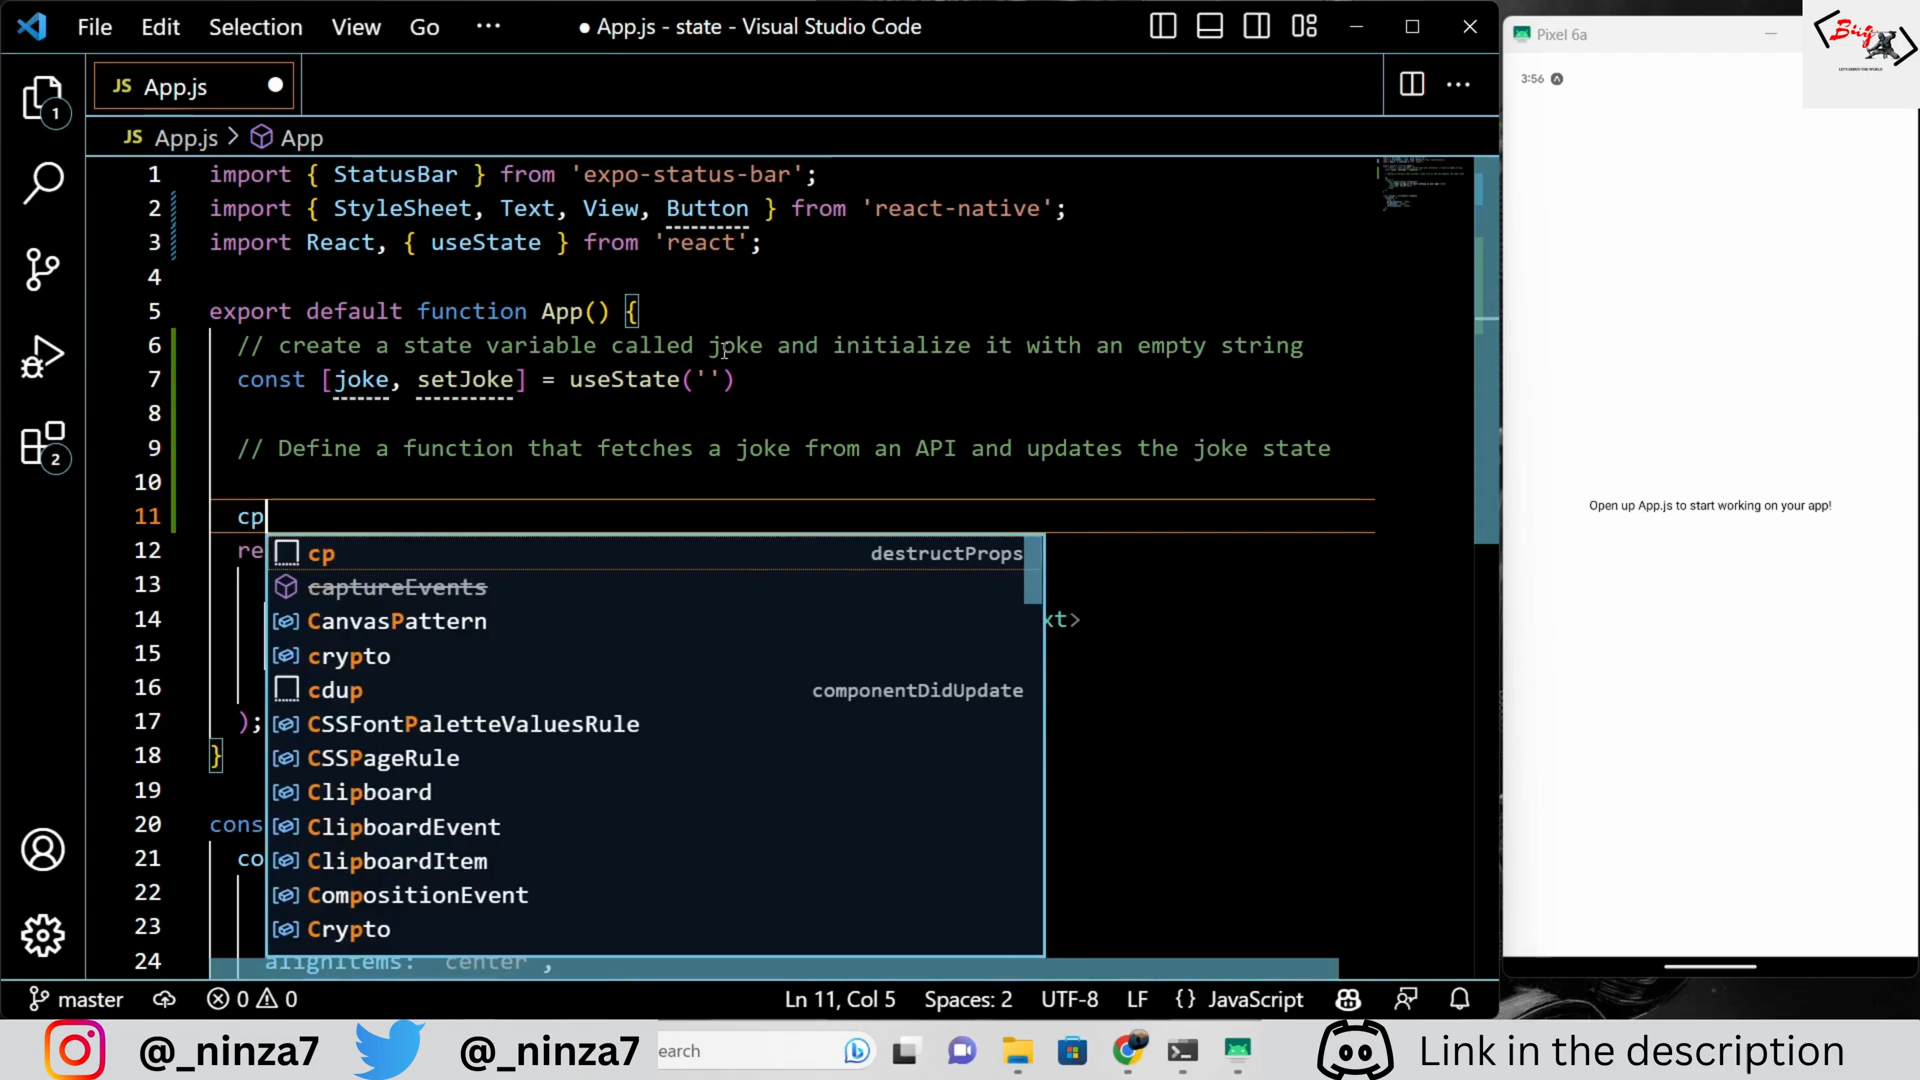 File Edit Selection View Go ··· ● App.js - state - Visual Studio Code
JS App.js
JS App.js > App
1 import { StatusBar } from 'expo-status-bar';
2 import { StyleSheet, Text, View, Button } from 'react-native';
3 import React, { useState } from 'react';
4
5 export default function App() {
6 // create a state variable called joke and initialize it with an empty string
7 const [joke, setJoke] = useState('')
8
9 // Define a function that fetches a joke from an API and updates the joke state
10
11 cp
12 re
cp destructProps
captureEvents
13
CanvasPattern
14 xt>
crypto
15
cdup componentDidUpdate
16
CSSFontPaletteValuesRule
17 );
CSSPageRule
18 }
Clipboard
19
ClipboardEvent
20 cons
ClipboardItem
21 co
CompositionEvent
22
Crypto
23
24 alignItems: 'center',
1
2
master 0 0 Ln 11, Col 5 Spaces: 2 UTF-8 LF {} JavaScript
Pixel 6a
3:56
Open up App.js to start working on your app!
Bug
LET'S DEBUG THE WORLD
@_ninza7 @_ninza7 earch Link in the description